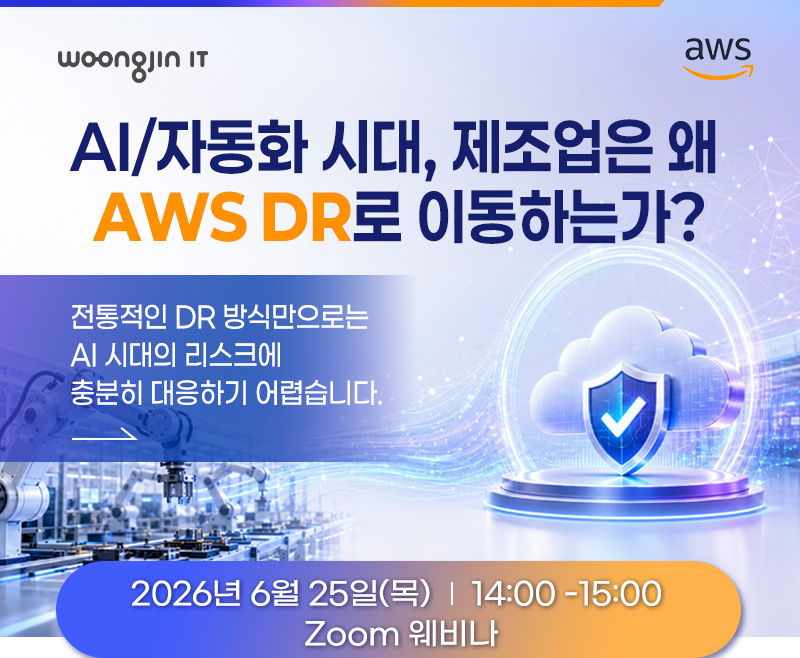 woongjin IT
aws
AI/자동화 시대, 제조업은 왜
AWS DR로 이동하는가?
전통적인 DR 방식만으로는
AI 시대의 리스크에
충분히 대응하기 어렵습니다.
2026년 6월 25일(목) | 14:00 -15:00
Zoom 웨비나